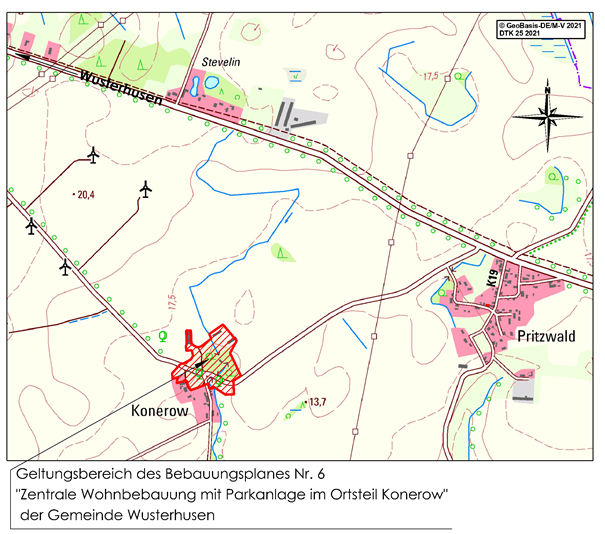 © GeoBasis-DE/M-V 2021
DTK 25 2021
Stevelin
17,5
Wusterhusen
N
20,4
K19
17,5
Pritzwald
Konerow
13,7
Geltungsbereich des Bebauungsplanes Nr. 6
"Zentrale Wohnbebauung mit Parkanlage im Ortsteil Konerow"
der Gemeinde Wusterhusen